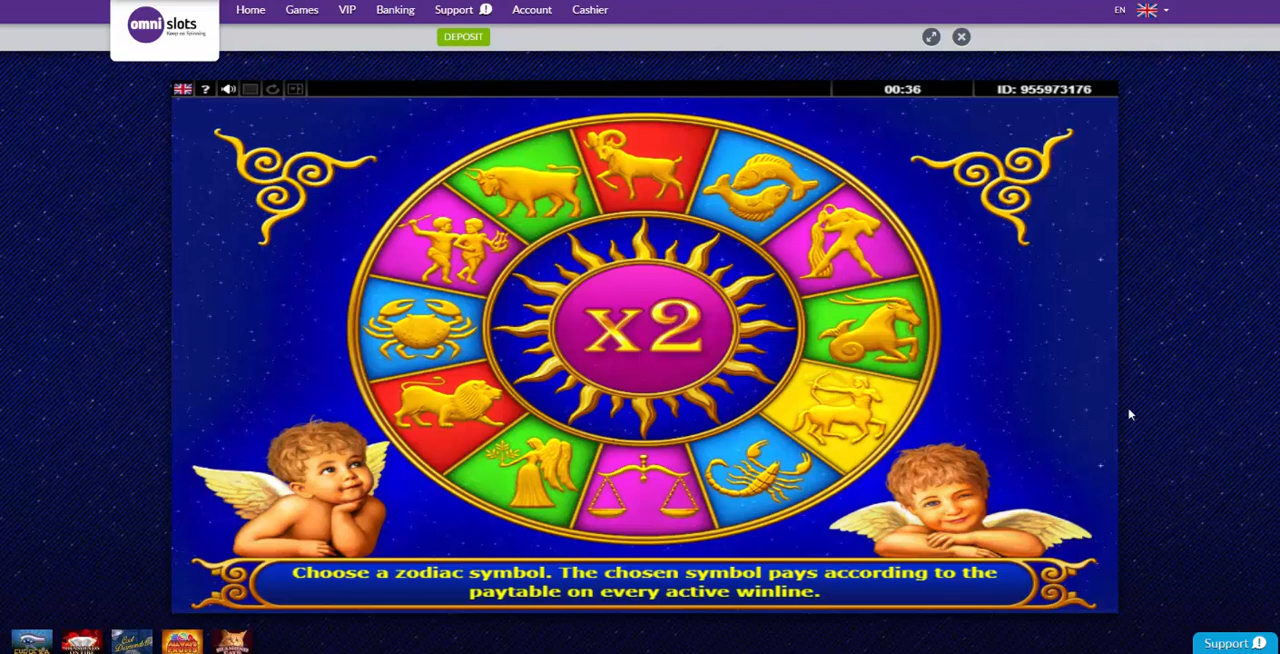 Home Games VIP Banking Support Account Cashier EN
omni slots
DEPOSIT
? 00:36 ID: 955973176
x2
Choose a zodiac symbol. The chosen symbol pays according to the
paytable on every active winline.
Support